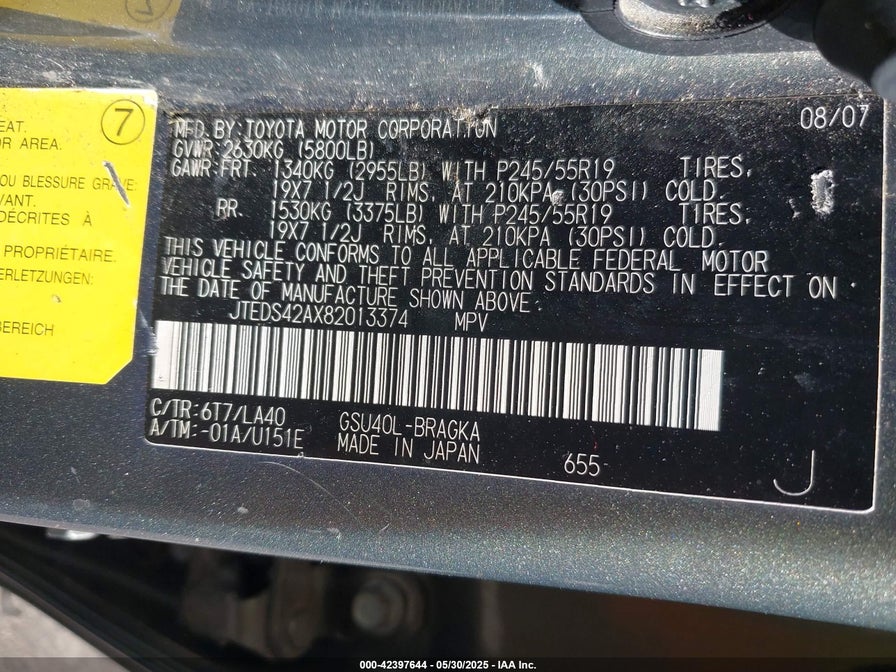 7
EAT.
OR AREA.
OU BLESSURE GRAVE
VANT.
DÉCRITES À
PROPRIÉTAIRE.
ERLETZUNGEN:
BEREICH
MFD. BY: TOYOTA MOTOR CORPORATION 08/07
GVWR: 2630KG (5800LB)
GAWR: FRT. 1340KG (2955LB) WITH P245/55R19 TIRES,
19X7 1/2J RIMS, AT 210KPA (30PSI) COLD.
RR. 1530KG (3375LB) WITH P245/55R19 TIRES,
19X7 1/2J RIMS, AT 210KPA (30PSI) COLD.
THIS VEHICLE CONFORMS TO ALL APPLICABLE FEDERAL MOTOR
VEHICLE SAFETY AND THEFT PREVENTION STANDARDS IN EFFECT ON
THE DATE OF MANUFACTURE SHOWN ABOVE.
JTEDS42AX82013374 MPV
C/TR: 6T7/LA40 GSU40L-BRAGKA
A/TM: -01A/U151E MADE IN JAPAN 655 J
000-42397644 - 05/30/2025 - IAA Inc.